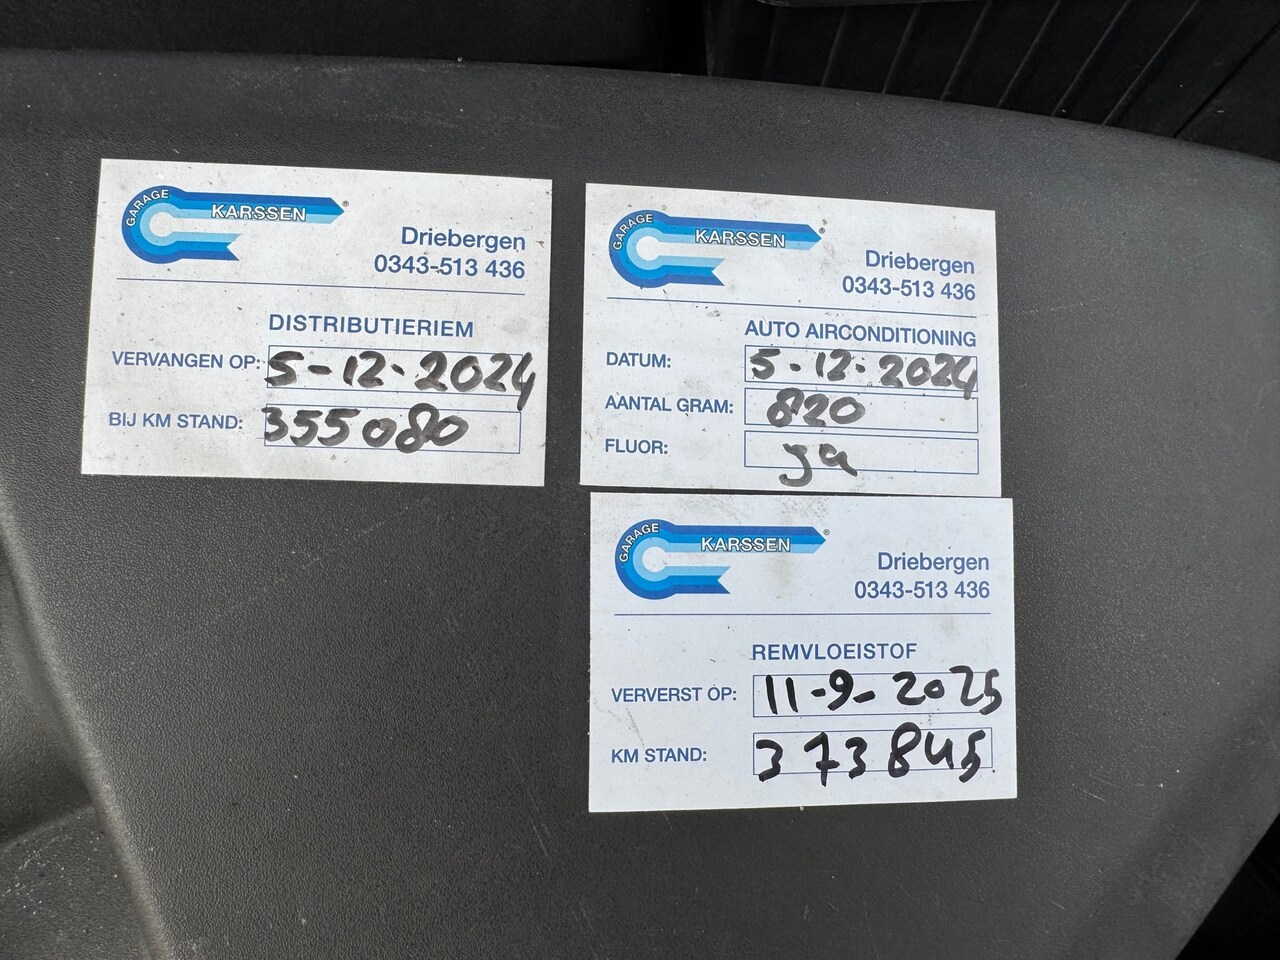 GARAGE KARSSEN®
Driebergen
0343-513 436
DISTRIBUTIERIEM
VERVANGEN OP: 5-12-2024
BIJ KM STAND: 355080
GARAGE KARSSEN®
Driebergen
0343-513 436
AUTO AIRCONDITIONING
DATUM: 5-12-2024
AANTAL GRAM: 820
FLUOR: ja
GARAGE KARSSEN®
Driebergen
0343-513 436
REMVLOEISTOF
VERVERST OP: 11-9-2025
KM STAND: 373845